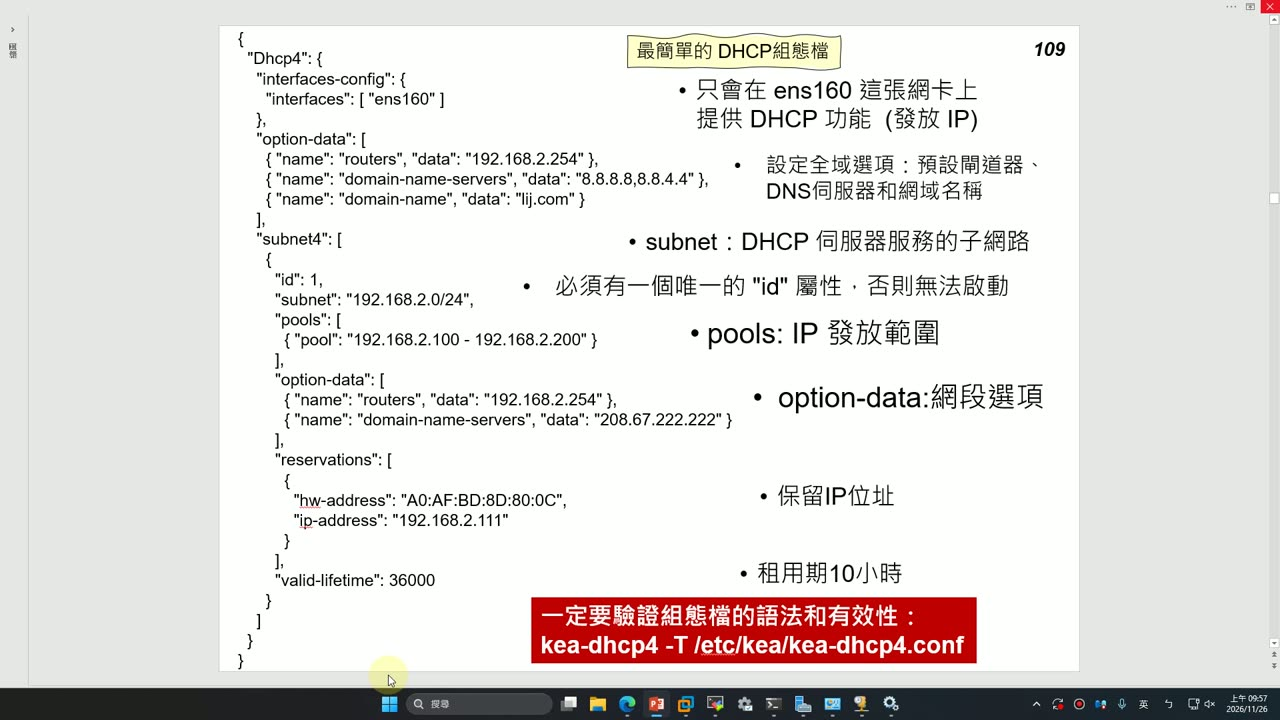 {
"Dhcp4": {
"interfaces-config": {
"interfaces": [ "ens160" ]
},
"option-data": [
{ "name": "routers", "data": "192.168.2.254" },
{ "name": "domain-name-servers", "data": "8.8.8.8,8.8.4.4" },
{ "name": "domain-name", "data": "lij.com" }
],
"subnet4": [
{
"id": 1,
"subnet": "192.168.2.0/24",
"pools": [
{ "pool": "192.168.2.100 - 192.168.2.200" }
],
"option-data": [
{ "name": "routers", "data": "192.168.2.254" },
{ "name": "domain-name-servers", "data": "208.67.222.222" }
],
"reservations": [
{
"hw-address": "A0:AF:BD:8D:80:0C",
"ip-address": "192.168.2.111"
}
],
"valid-lifetime": 36000
}
]
}
}
最簡單的 DHCP組態檔
109
• 只會在 ens160 這張網卡上
提供 DHCP 功能 (發放 IP)
• 設定全域選項：預設閘道器、
DNS伺服器和網域名稱
• subnet：DHCP 伺服器服務的子網路
• 必須有一個唯一的 "id" 屬性，否則無法啟動
• pools: IP 發放範圍
• option-data:網段選項
• 保留IP位址
• 租用期10小時
一定要驗證組態檔的語法和有效性：
kea-dhcp4 -T /etc/kea/kea-dhcp4.conf
搜尋
英
上午 09:57
2026/11/26